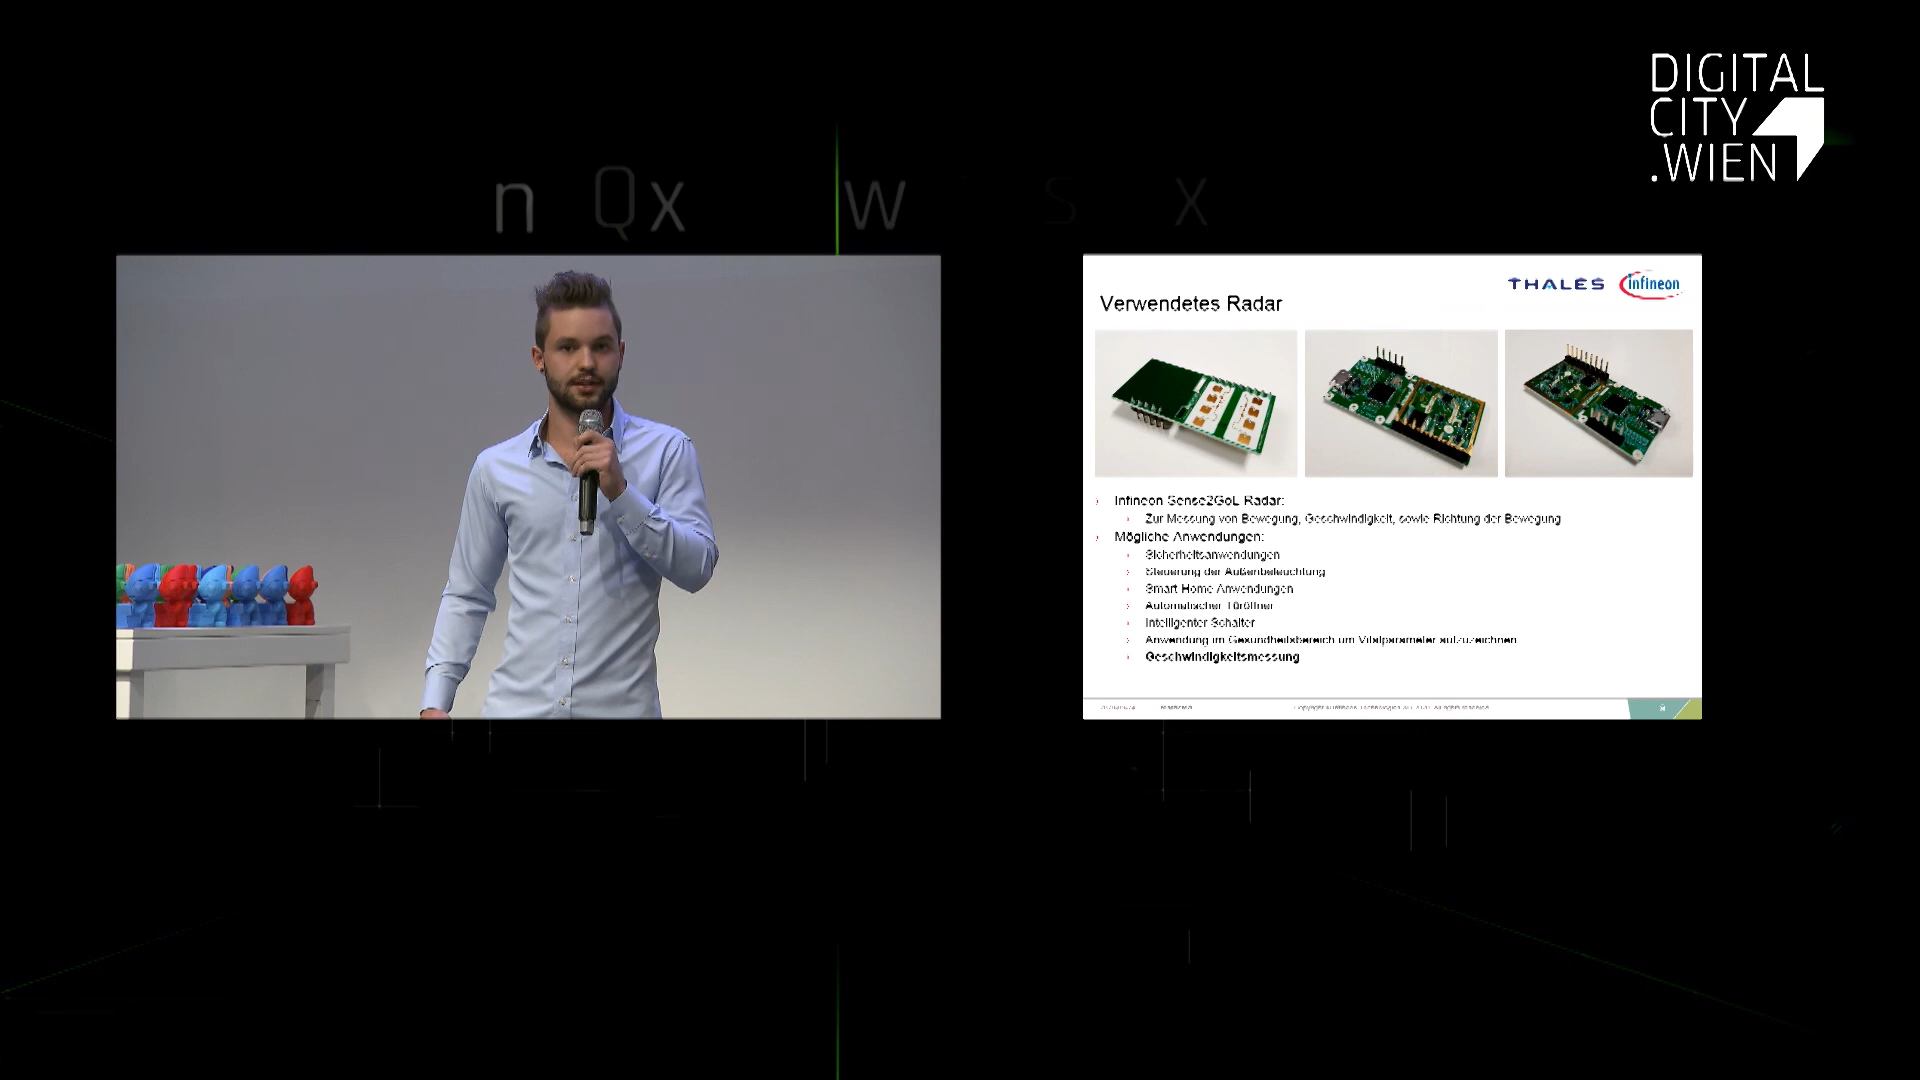 DIGITAL
CITY
.WIEN
n Qx w S X
THALES infineon
Verwendetes Radar
Infineon Sense2GoL Radar:
Zur Messung von Bewegung, Geschwindigkeit, sowie Richtung der Bewegung
Mögliche Anwendungen:
Sicherheitsanwendungen
Steuerung der Außenbeleuchtung
Smart Home Anwendungen
Automatischer Türöffner
Intelligenter Schalter
Anwendung im Gesundheitsbereich um Vitalparameter aufzuzeichnen
Geschwindigkeitsmessung